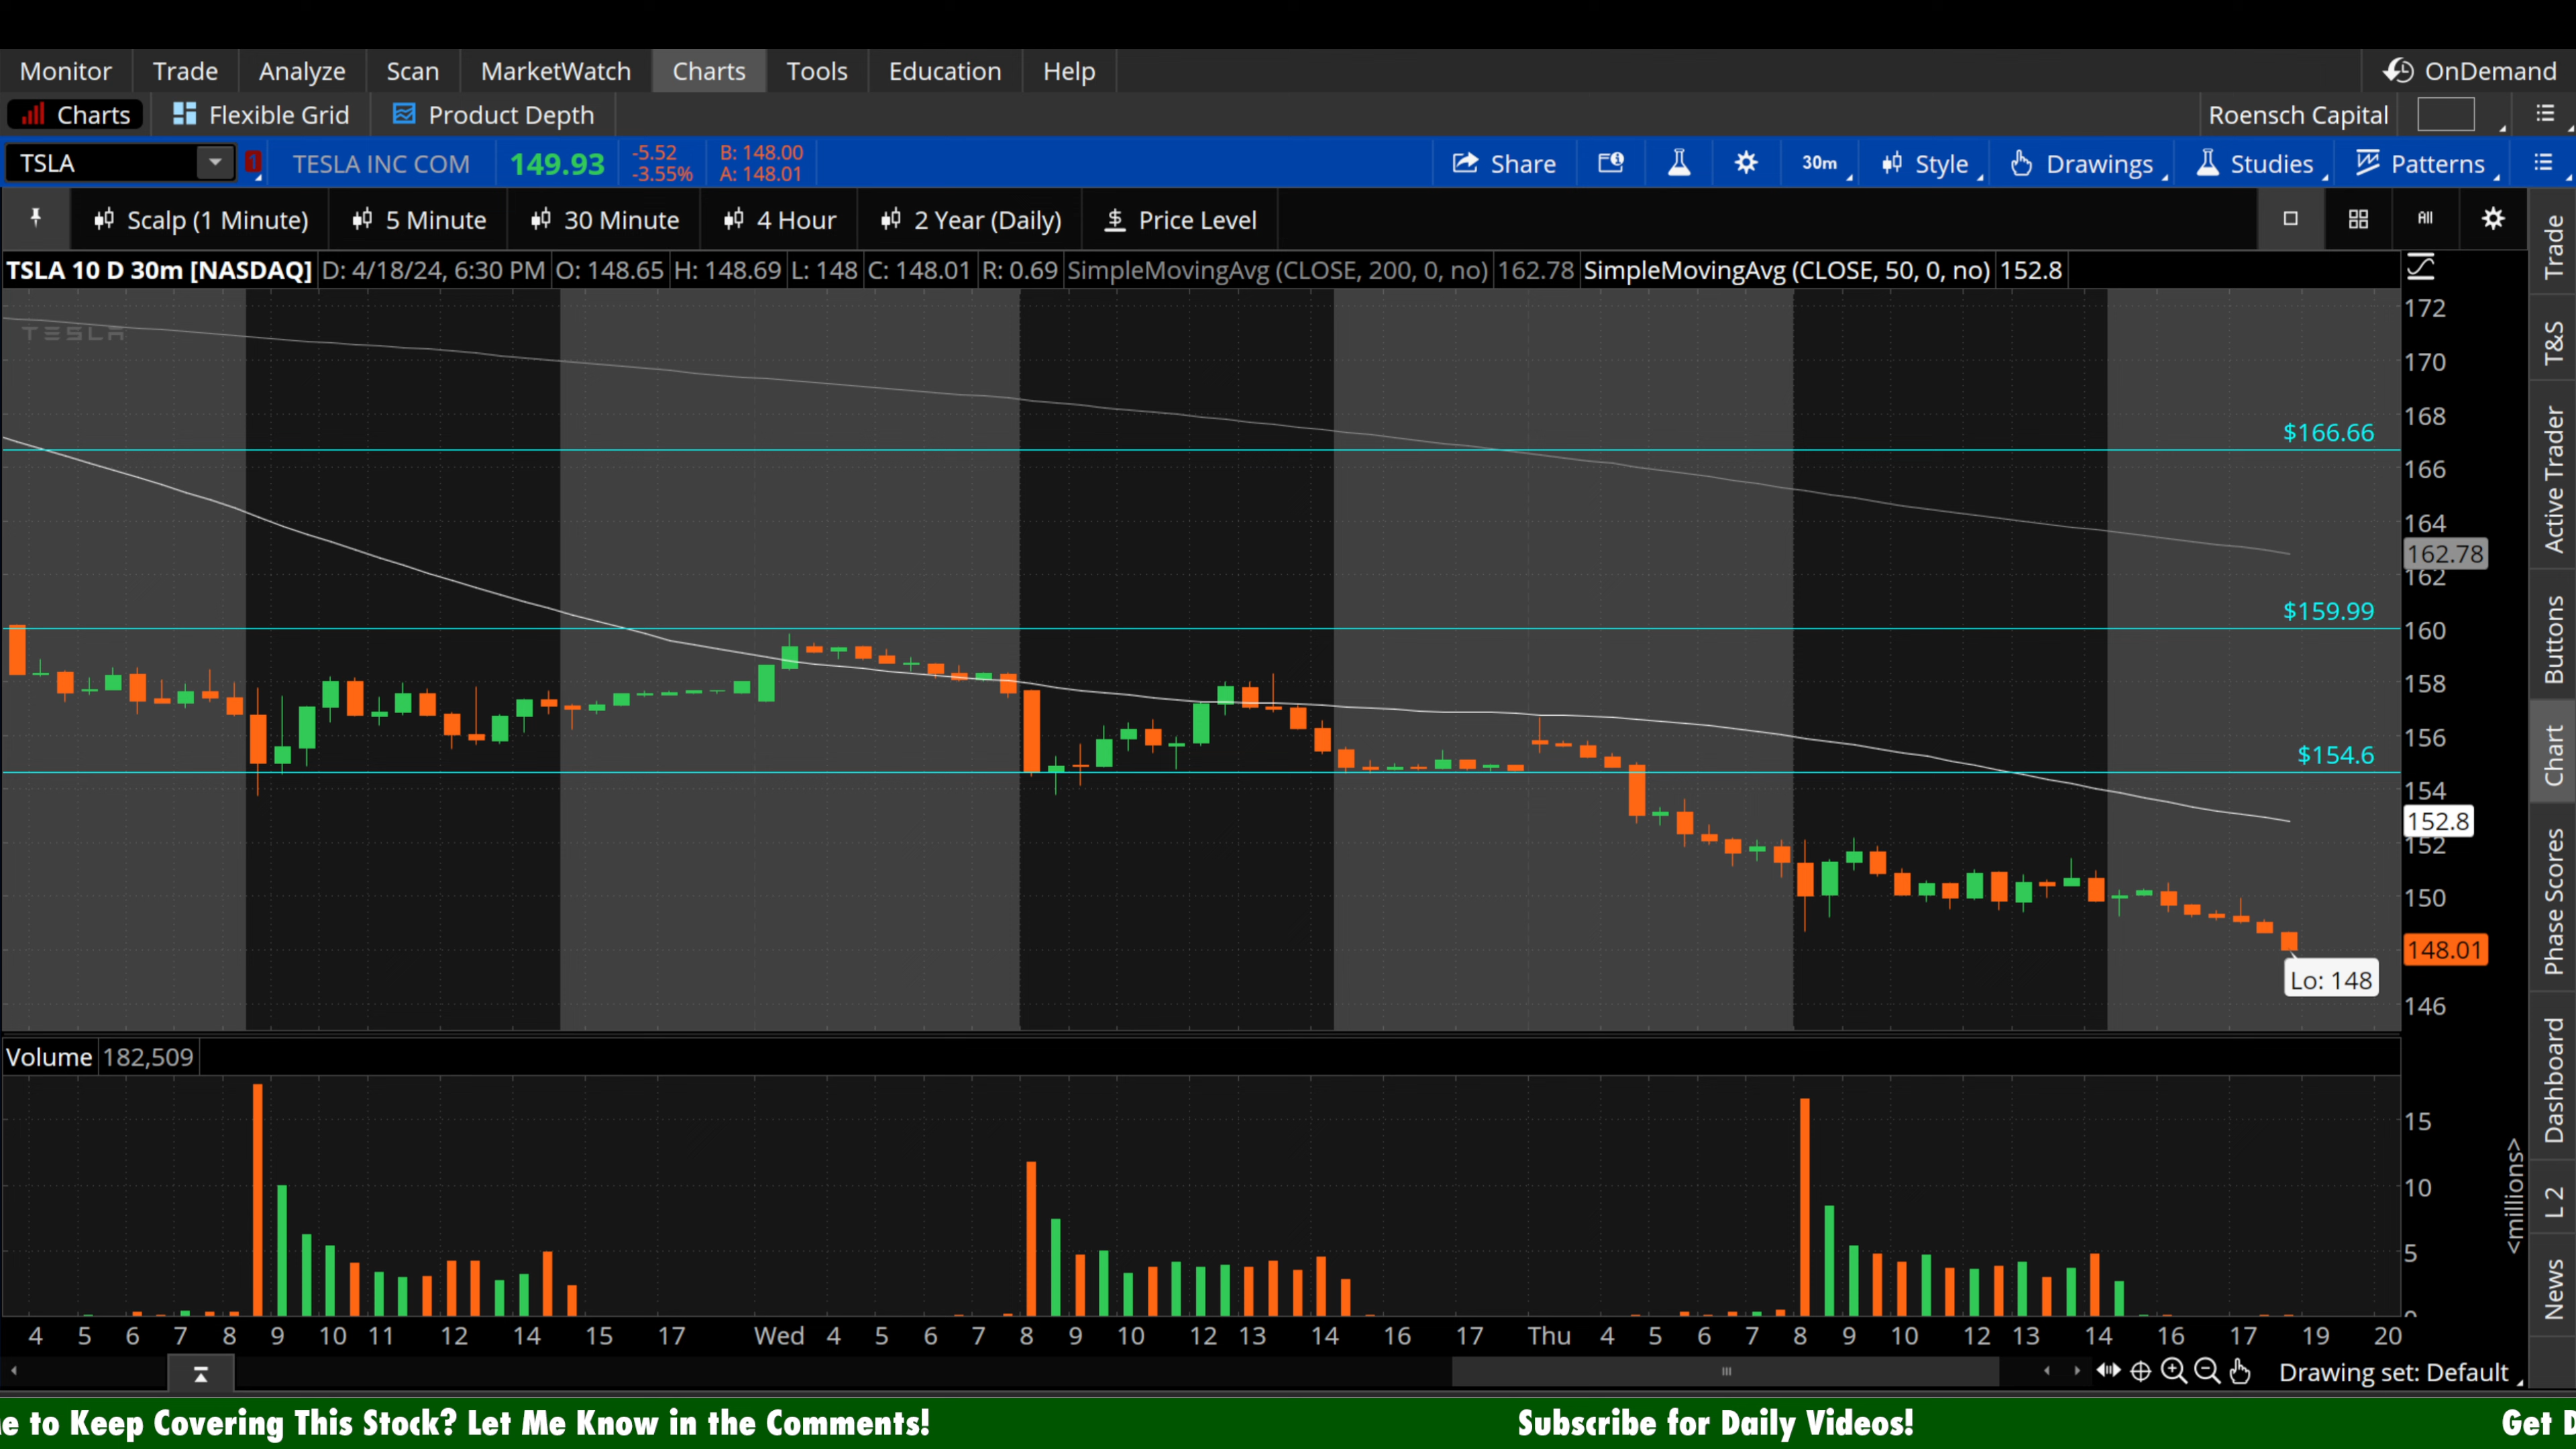 Monitor Trade Analyze Scan MarketWatch Charts Tools Education Help OnDemand
Charts Flexible Grid Product Depth Roensch Capital
TSLA 1 TESLA INC COM 149.93 -5.52 B: 148.00 Share 30m Style Drawings Studies Patterns
-3.55% A: 148.01
Scalp (1 Minute) 5 Minute 30 Minute 4 Hour 2 Year (Daily) $ Price Level All
TSLA 10 D 30m [NASDAQ] D: 4/18/24, 6:30 PM O: 148.65 H: 148.69 L: 148 C: 148.01 R: 0.69 SimpleMovingAvg (CLOSE, 200, 0, no) 162.78 SimpleMovingAvg (CLOSE, 50, 0, no) 152.8
TESLA
172
170
168
$166.66
166
164
162.78
162
$159.99
160
158
156
$154.6
154
152.8
152
150
148.01
Lo: 148
146
Volume 182,509
15
10
5
0
<millions>
4 5 6 7 8 9 10 11 12 14 15 17 Wed 4 5 6 7 8 9 10 12 13 14 16 17 Thu 4 5 6 7 8 9 10 12 13 14 16 17 19 20
Drawing set: Default
Trade
T&S
Active Trader
Buttons
Chart
Phase Scores
Dashboard
L 2
News
e to Keep Covering This Stock? Let Me Know in the Comments! Subscribe for Daily Videos! Get D